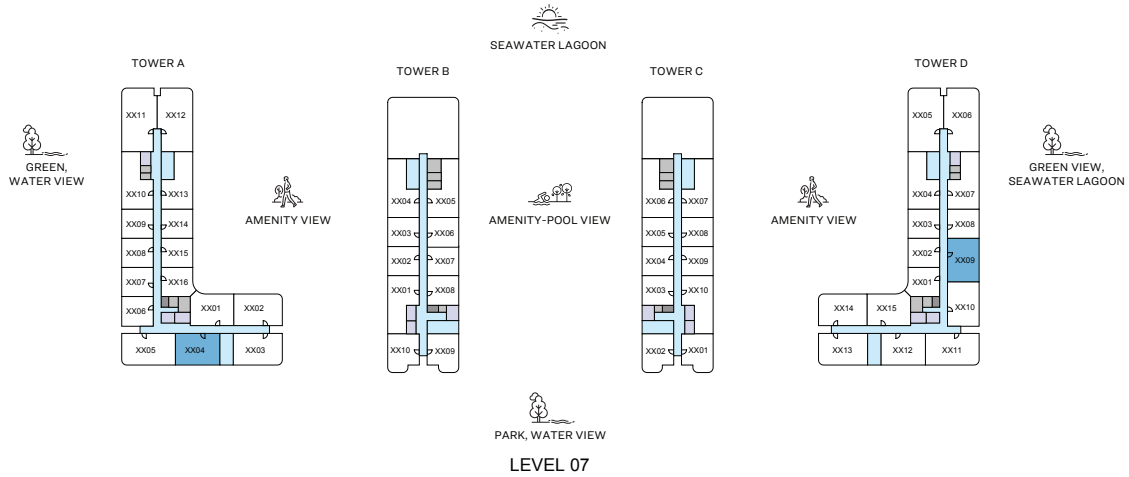 SEAWATER LAGOON
TOWER A
TOWER B
TOWER C
TOWER D
XX11
XX12
XX10
XX13
XX09
XX14
XX08
XX15
XX07
XX16
XX06
XX01
XX02
XX05
XX04
XX03
XX04
XX05
XX03
XX06
XX02
XX07
XX01
XX08
XX10
XX09
XX06
XX07
XX05
XX08
XX04
XX09
XX03
XX10
XX02
XX01
XX05
XX06
XX04
XX07
XX03
XX08
XX02
XX09
XX01
XX10
XX14
XX15
XX13
XX12
XX11
GREEN,
WATER VIEW
AMENITY VIEW
AMENITY-POOL VIEW
AMENITY VIEW
GREEN VIEW,
SEAWATER LAGOON
PARK, WATER VIEW
LEVEL 07